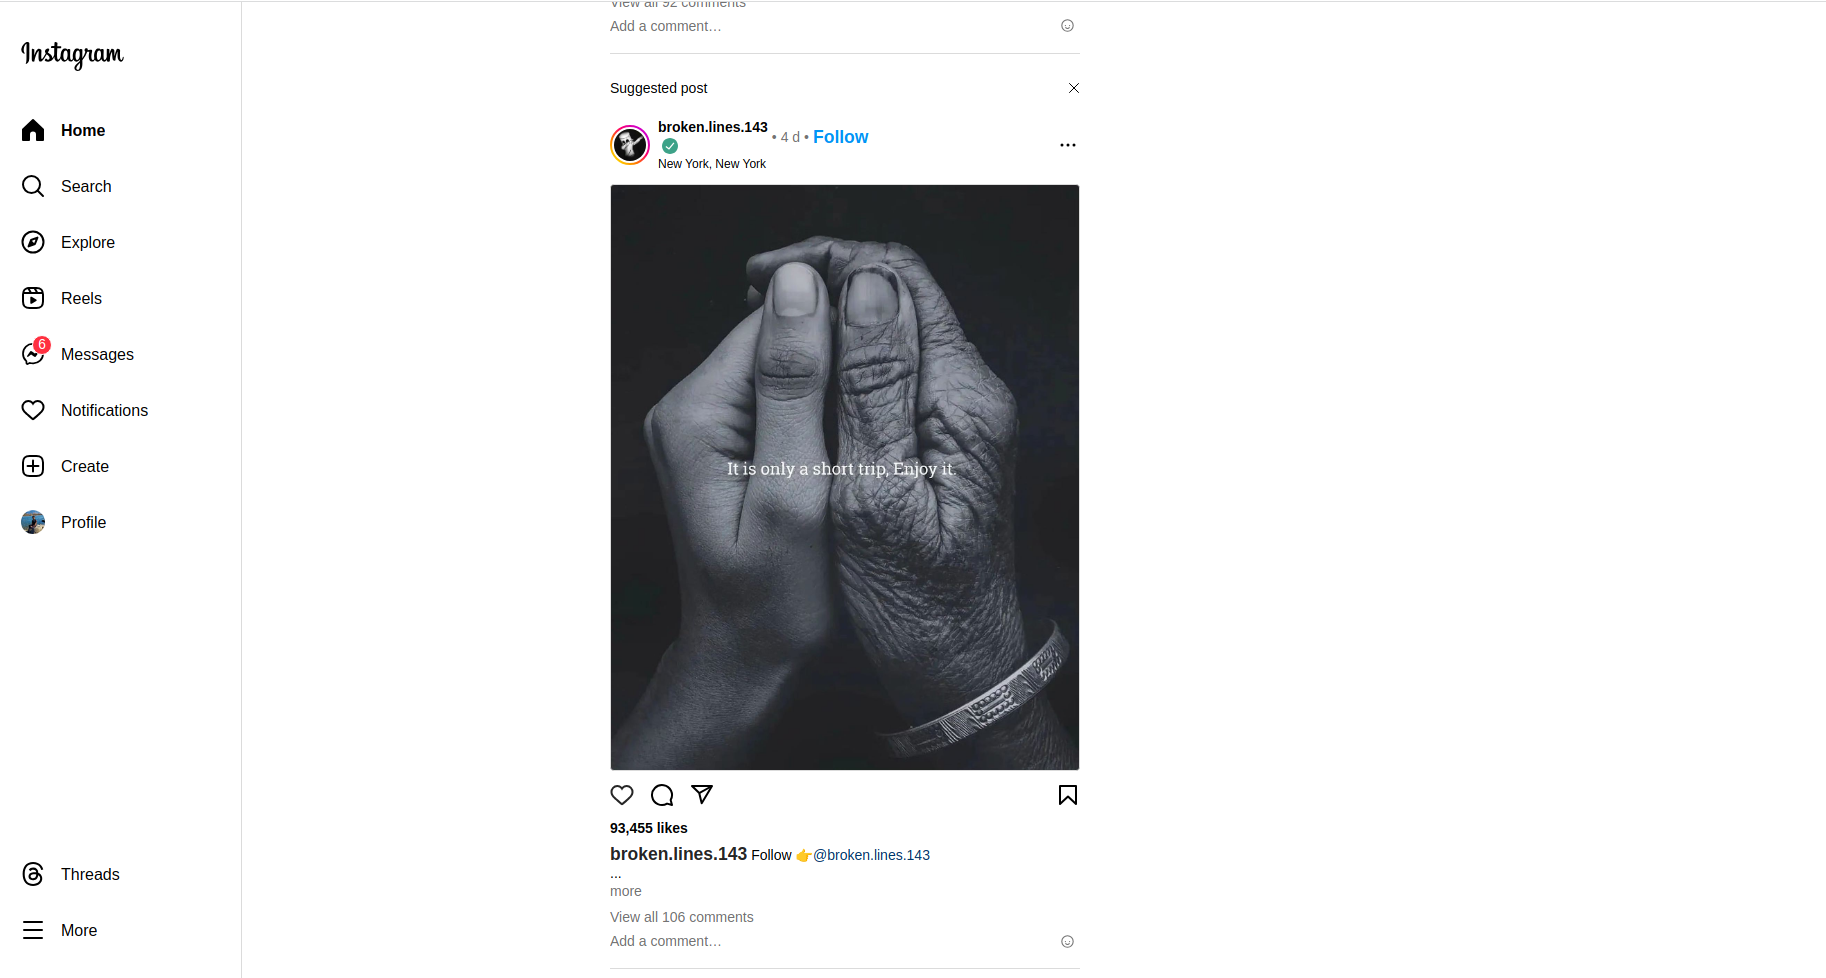 View all 92 comments
Add a comment…
Suggested post
broken.lines.143
• 4 d • Follow
New York, New York
Instagram
Home
Search
Explore
Reels
6
Messages
Notifications
Create
Profile
Threads
More
It is only a short trip, Enjoy it.
93,455 likes
broken.lines.143 Follow 👉@broken.lines.143
...
more
View all 106 comments
Add a comment…